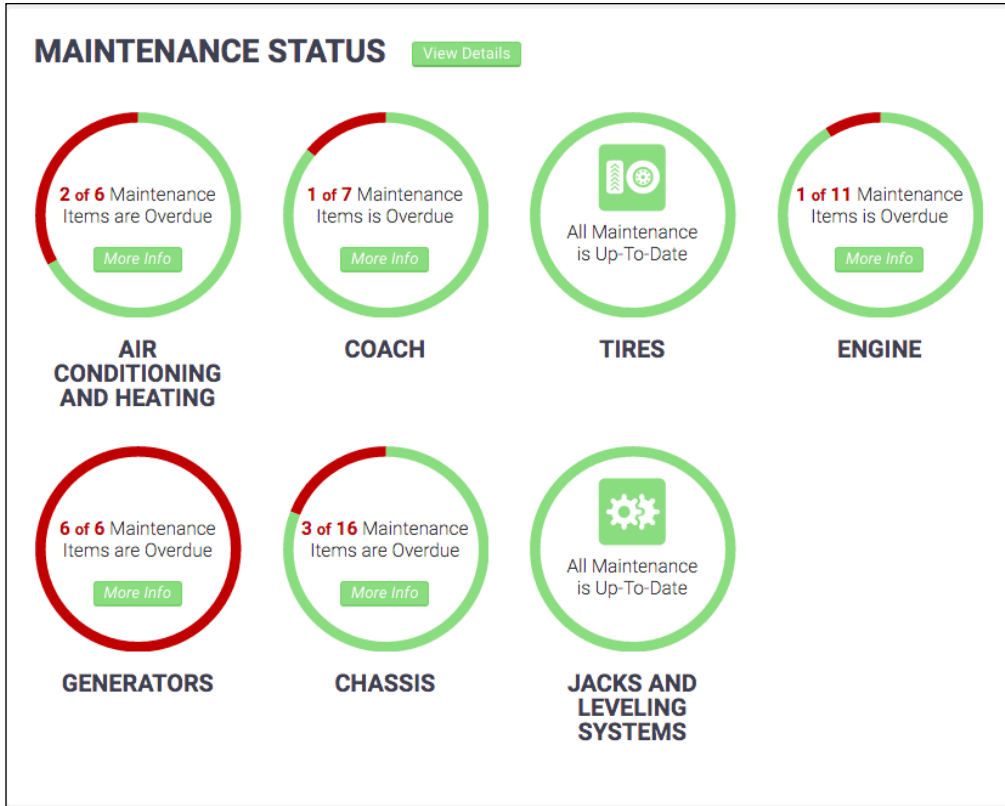 MAINTENANCE STATUS
View Details
2 of 6 Maintenance
Items are Overdue
More Info
AIR
CONDITIONING
AND HEATING
1 of 7 Maintenance
Items is Overdue
More Info
COACH
All Maintenance
is Up-To-Date
TIRES
1 of 11 Maintenance
Items is Overdue
More Info
ENGINE
6 of 6 Maintenance
Items are Overdue
More Info
GENERATORS
3 of 16 Maintenance
Items are Overdue
More Info
CHASSIS
All Maintenance
is Up-To-Date
JACKS AND
LEVELING
SYSTEMS